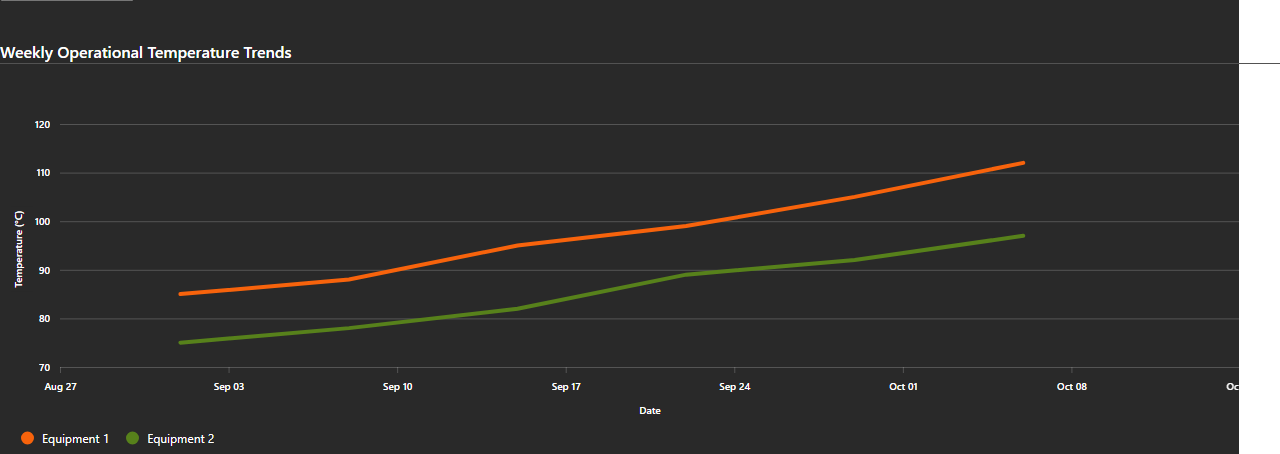 Weekly Operational Temperature Trends
120
110
100
90
80
70
Temperature (°C)
Aug 27 Sep 03 Sep 10 Sep 17 Sep 24 Oct 01 Oct 08 Oc
Date
Equipment 1 Equipment 2